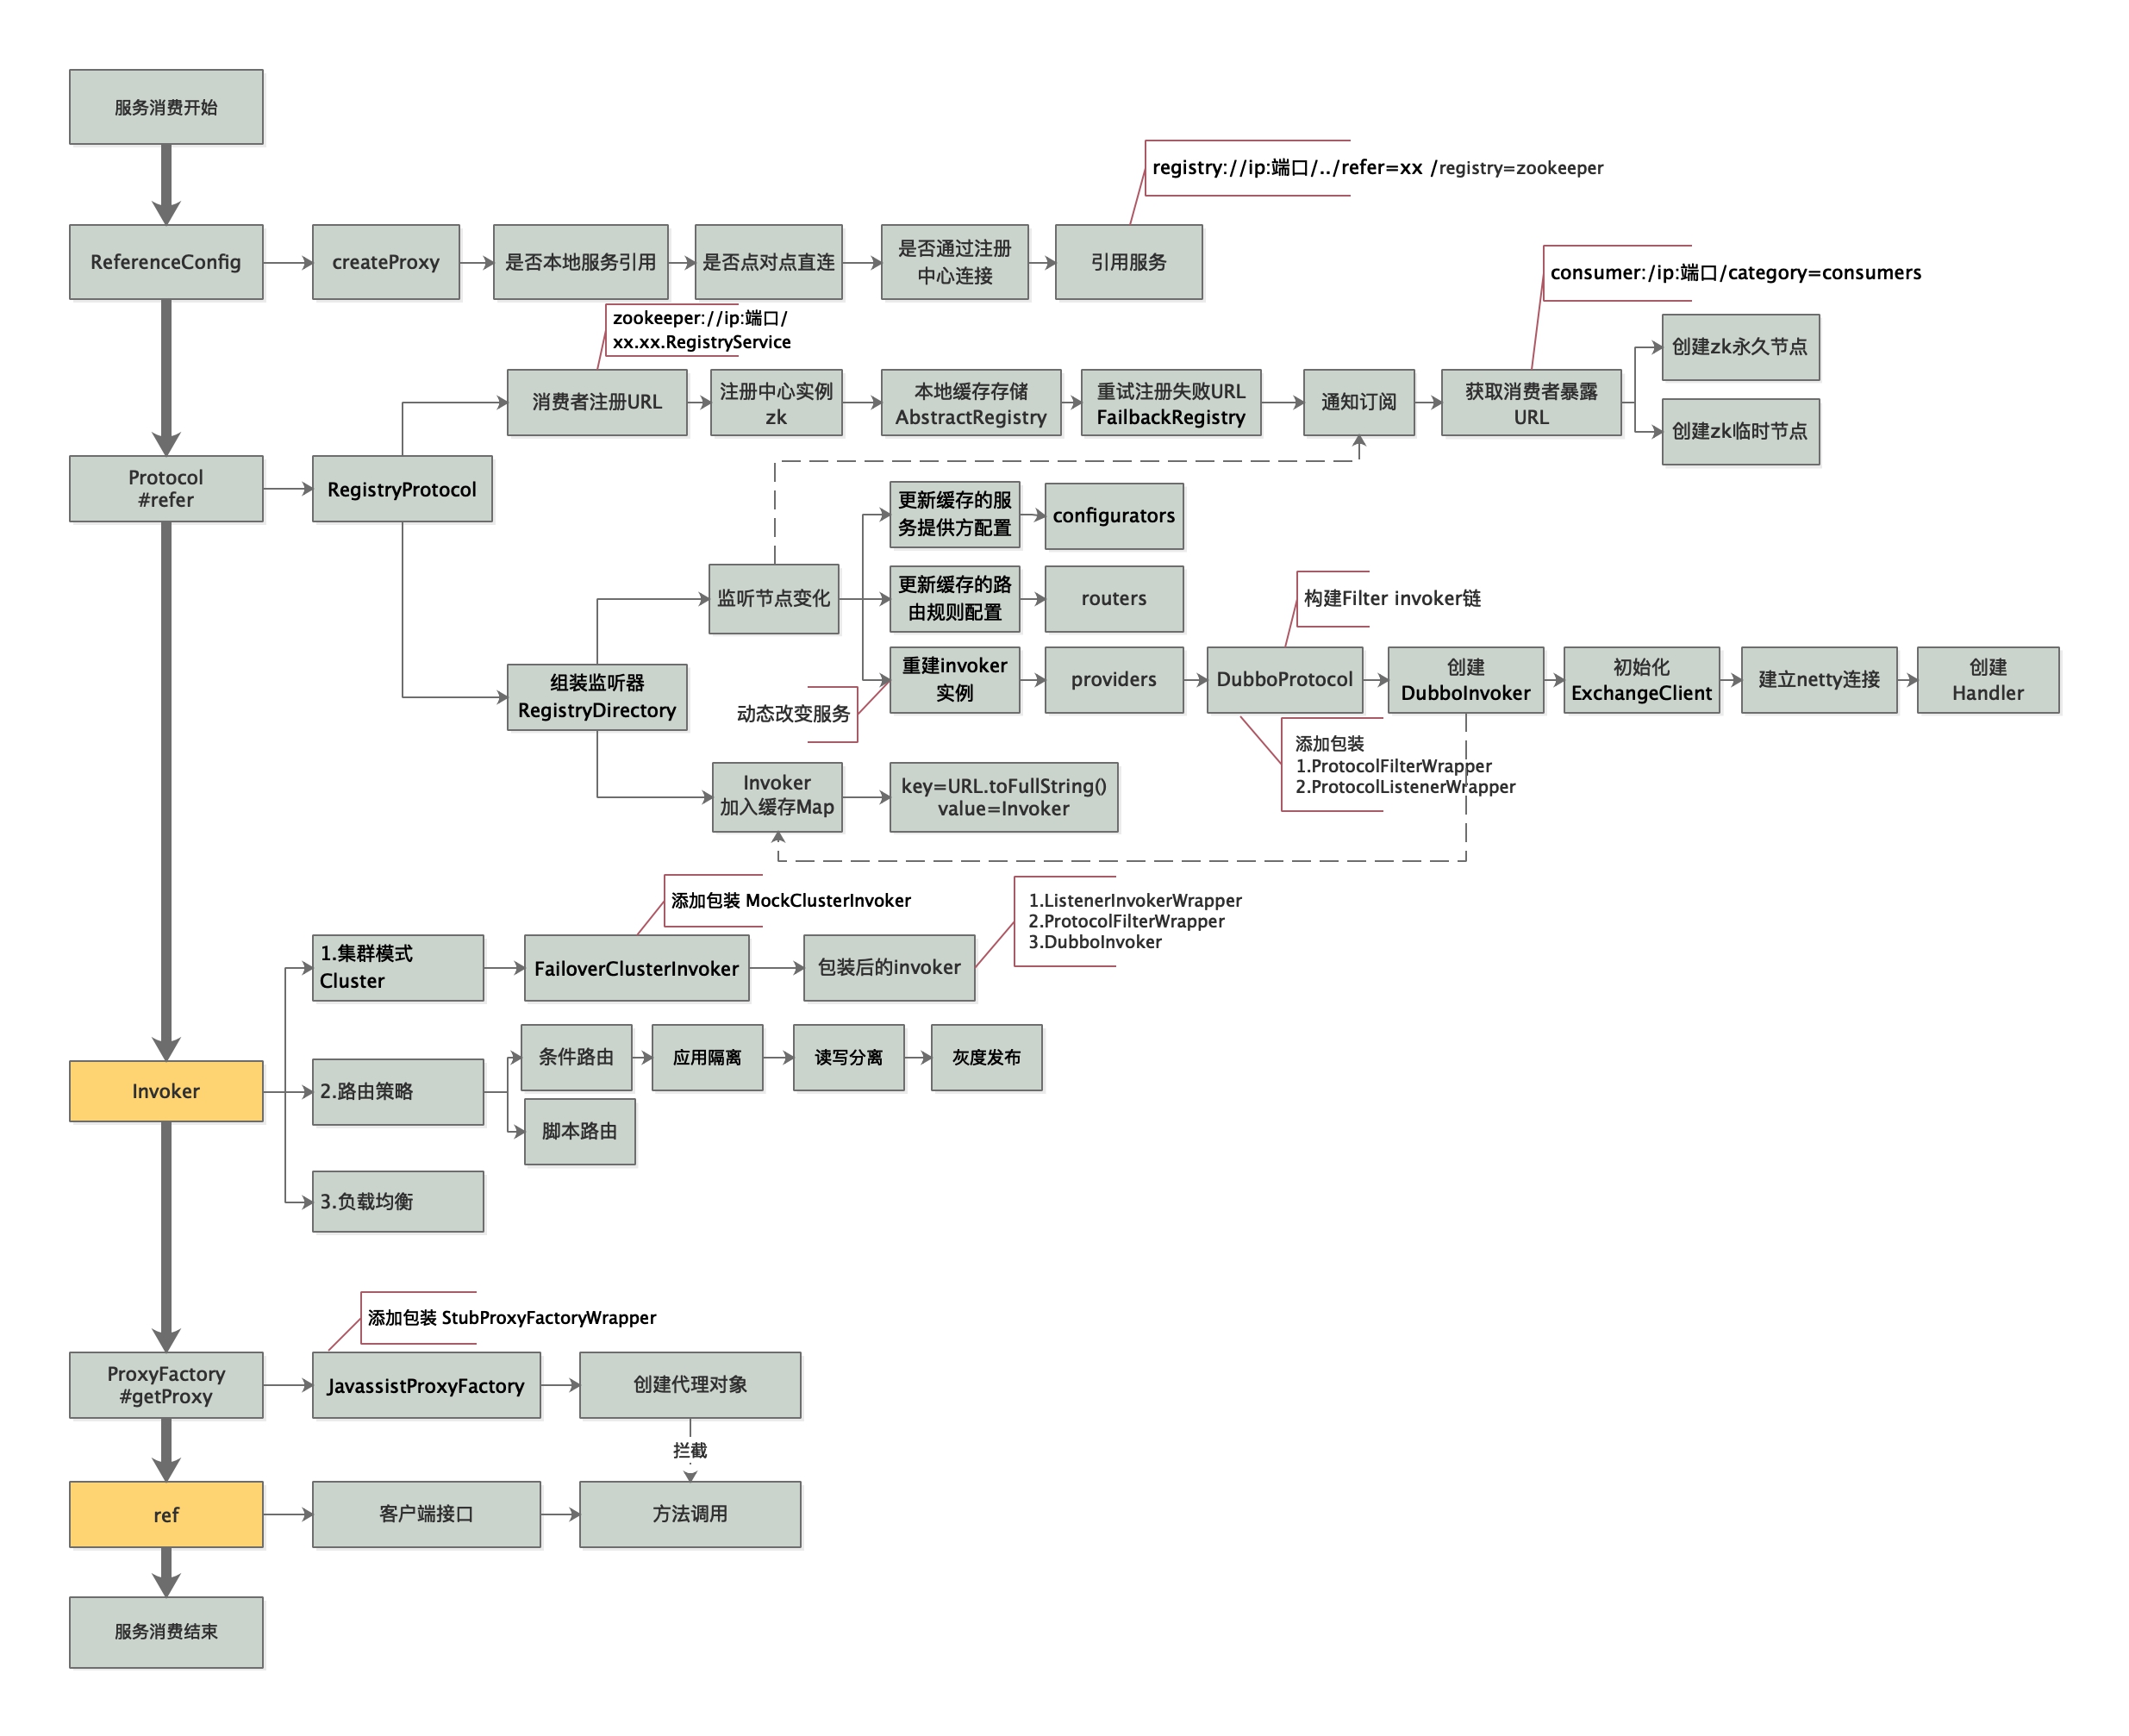 服务消费开始
registry://ip:端口/../refer=xx /registry=zookeeper
ReferenceConfig
createProxy
是否本地服务引用
是否点对点直连
是否通过注册
中心连接
引用服务
consumer:/ip:端口/category=consumers
zookeeper://ip:端口/
xx.xx.RegistryService
创建zk永久节点
消费者注册URL
注册中心实例
zk
本地缓存存储
AbstractRegistry
重试注册失败URL
FailbackRegistry
通知订阅
获取消费者暴露
URL
创建zk临时节点
Protocol
#refer
RegistryProtocol
更新缓存的服
务提供方配置
configurators
监听节点变化
更新缓存的路
由规则配置
routers
构建Filter invoker链
组装监听器
RegistryDirectory
重建invoker
实例
providers
DubboProtocol
创建
DubboInvoker
初始化
ExchangeClient
建立netty连接
创建
Handler
动态改变服务
添加包装
1.ProtocolFilterWrapper
2.ProtocolListenerWrapper
Invoker
加入缓存Map
key=URL.toFullString()
value=Invoker
添加包装 MockClusterInvoker
1.ListenerInvokerWrapper
2.ProtocolFilterWrapper
3.DubboInvoker
1.集群模式
Cluster
FailoverClusterInvoker
包装后的invoker
条件路由
应用隔离
读写分离
灰度发布
Invoker
2.路由策略
脚本路由
3.负载均衡
添加包装 StubProxyFactoryWrapper
ProxyFactory
#getProxy
JavassistProxyFactory
创建代理对象
拦截
ref
客户端接口
方法调用
服务消费结束